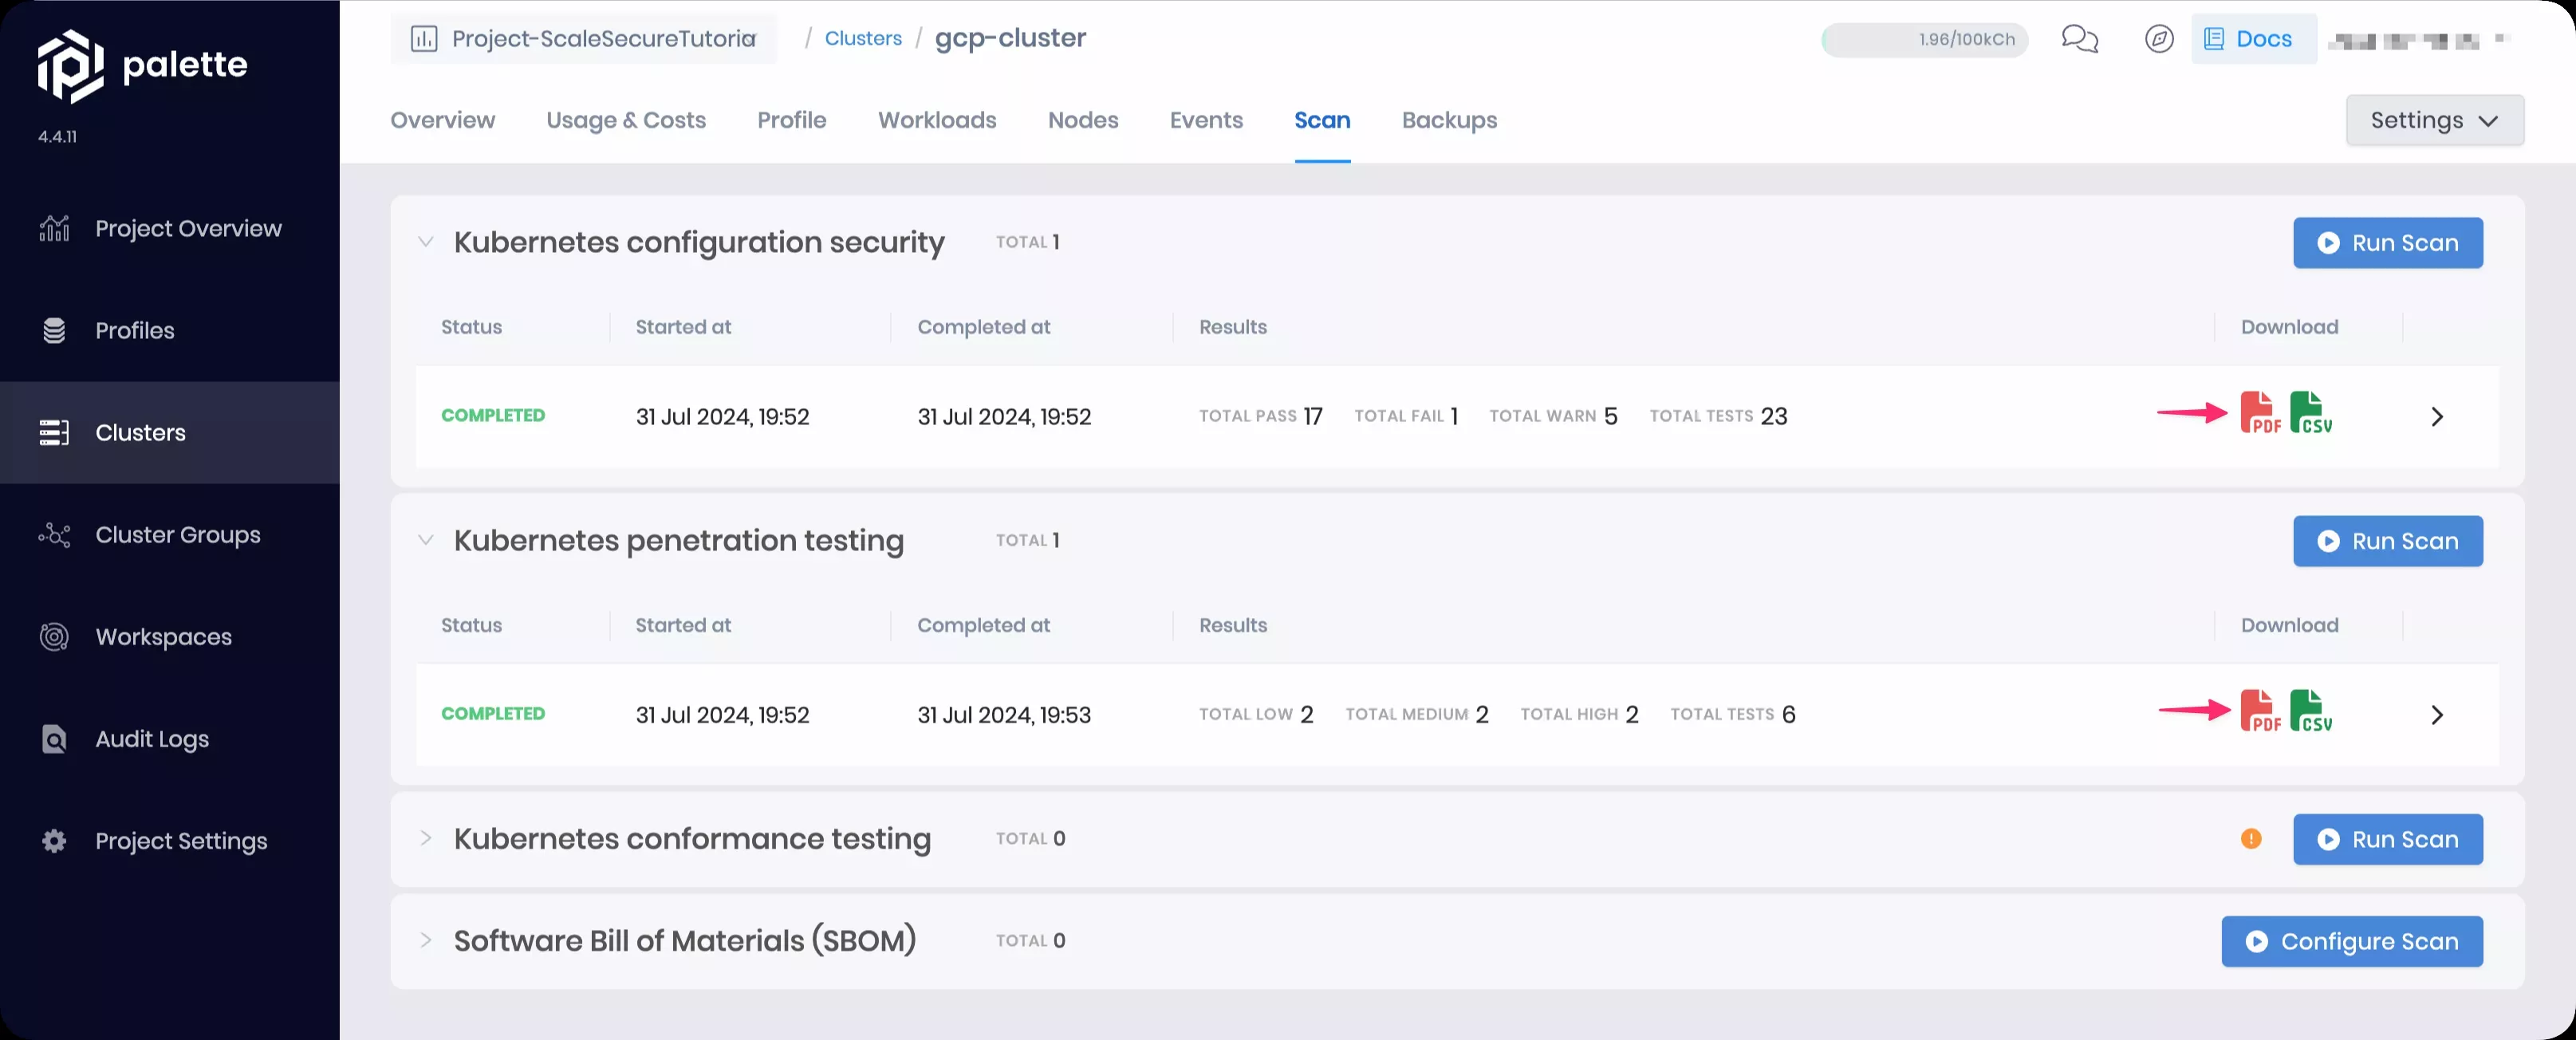 palette
4.4.11
Project Overview
Profiles
Clusters
Cluster Groups
Workspaces
Audit Logs
Project Settings
Project-ScaleSecureTutoria / Clusters / gcp-cluster
1.96/100kCh
Docs
Overview Usage & Costs Profile Workloads Nodes Events Scan Backups
Settings
Kubernetes configuration security TOTAL 1 Run Scan
Status Started at Completed at Results Download
COMPLETED 31 Jul 2024, 19:52 31 Jul 2024, 19:52 TOTAL PASS 17 TOTAL FAIL 1 TOTAL WARN 5 TOTAL TESTS 23 PDF CSV
Kubernetes penetration testing TOTAL 1 Run Scan
Status Started at Completed at Results Download
COMPLETED 31 Jul 2024, 19:52 31 Jul 2024, 19:53 TOTAL LOW 2 TOTAL MEDIUM 2 TOTAL HIGH 2 TOTAL TESTS 6 PDF CSV
Kubernetes conformance testing TOTAL 0 Run Scan
Software Bill of Materials (SBOM) TOTAL 0 Configure Scan